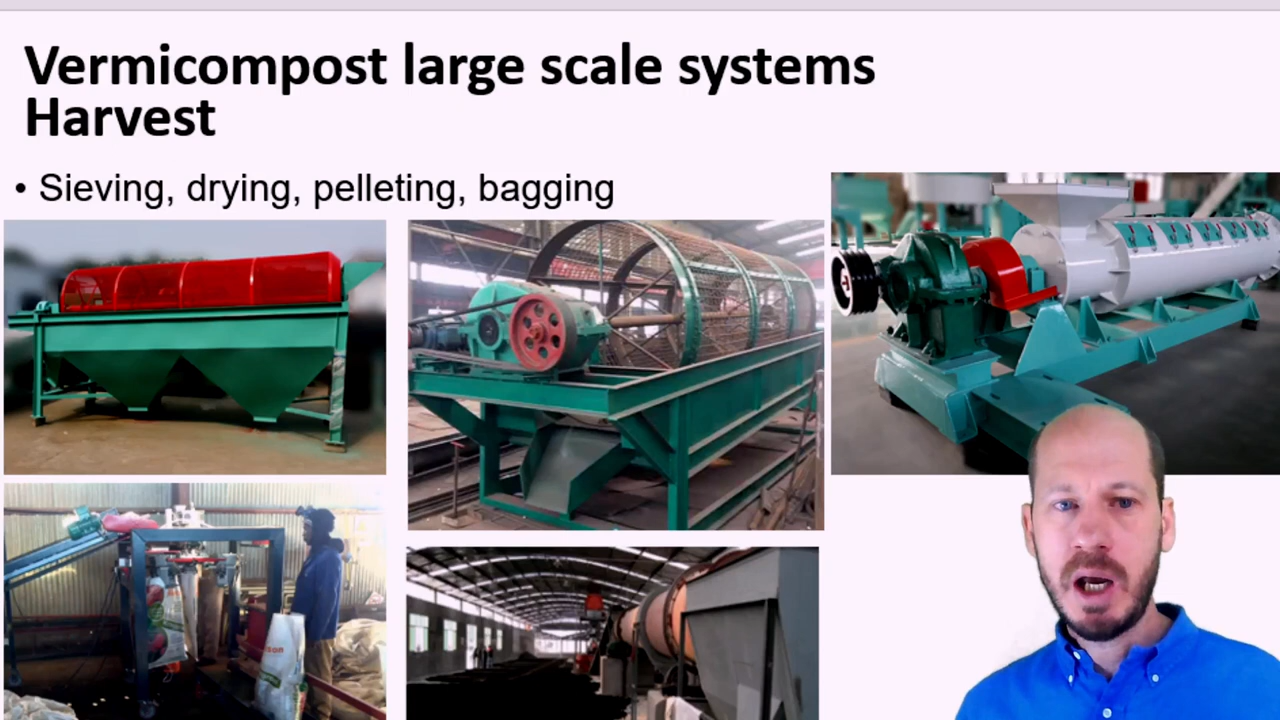 Vermicompost large scale systems
Harvest
• Sieving, drying, pelleting, bagging